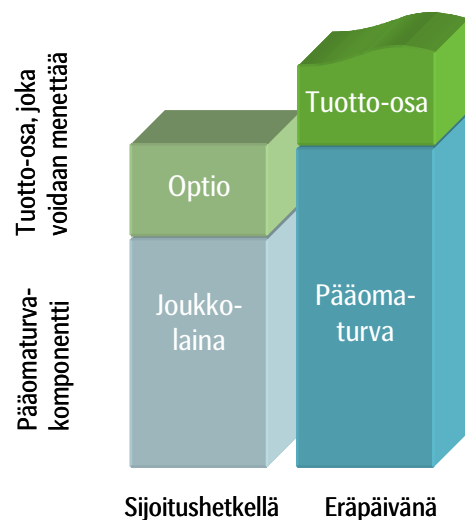 Tuotto-osa, joka
voidaan menettää
Pääomaturva-
komponentti
Optio
Joukko-
laina
Tuotto-osa
Pääoma-
turva
Sijoitushetkellä
Eräpäivänä